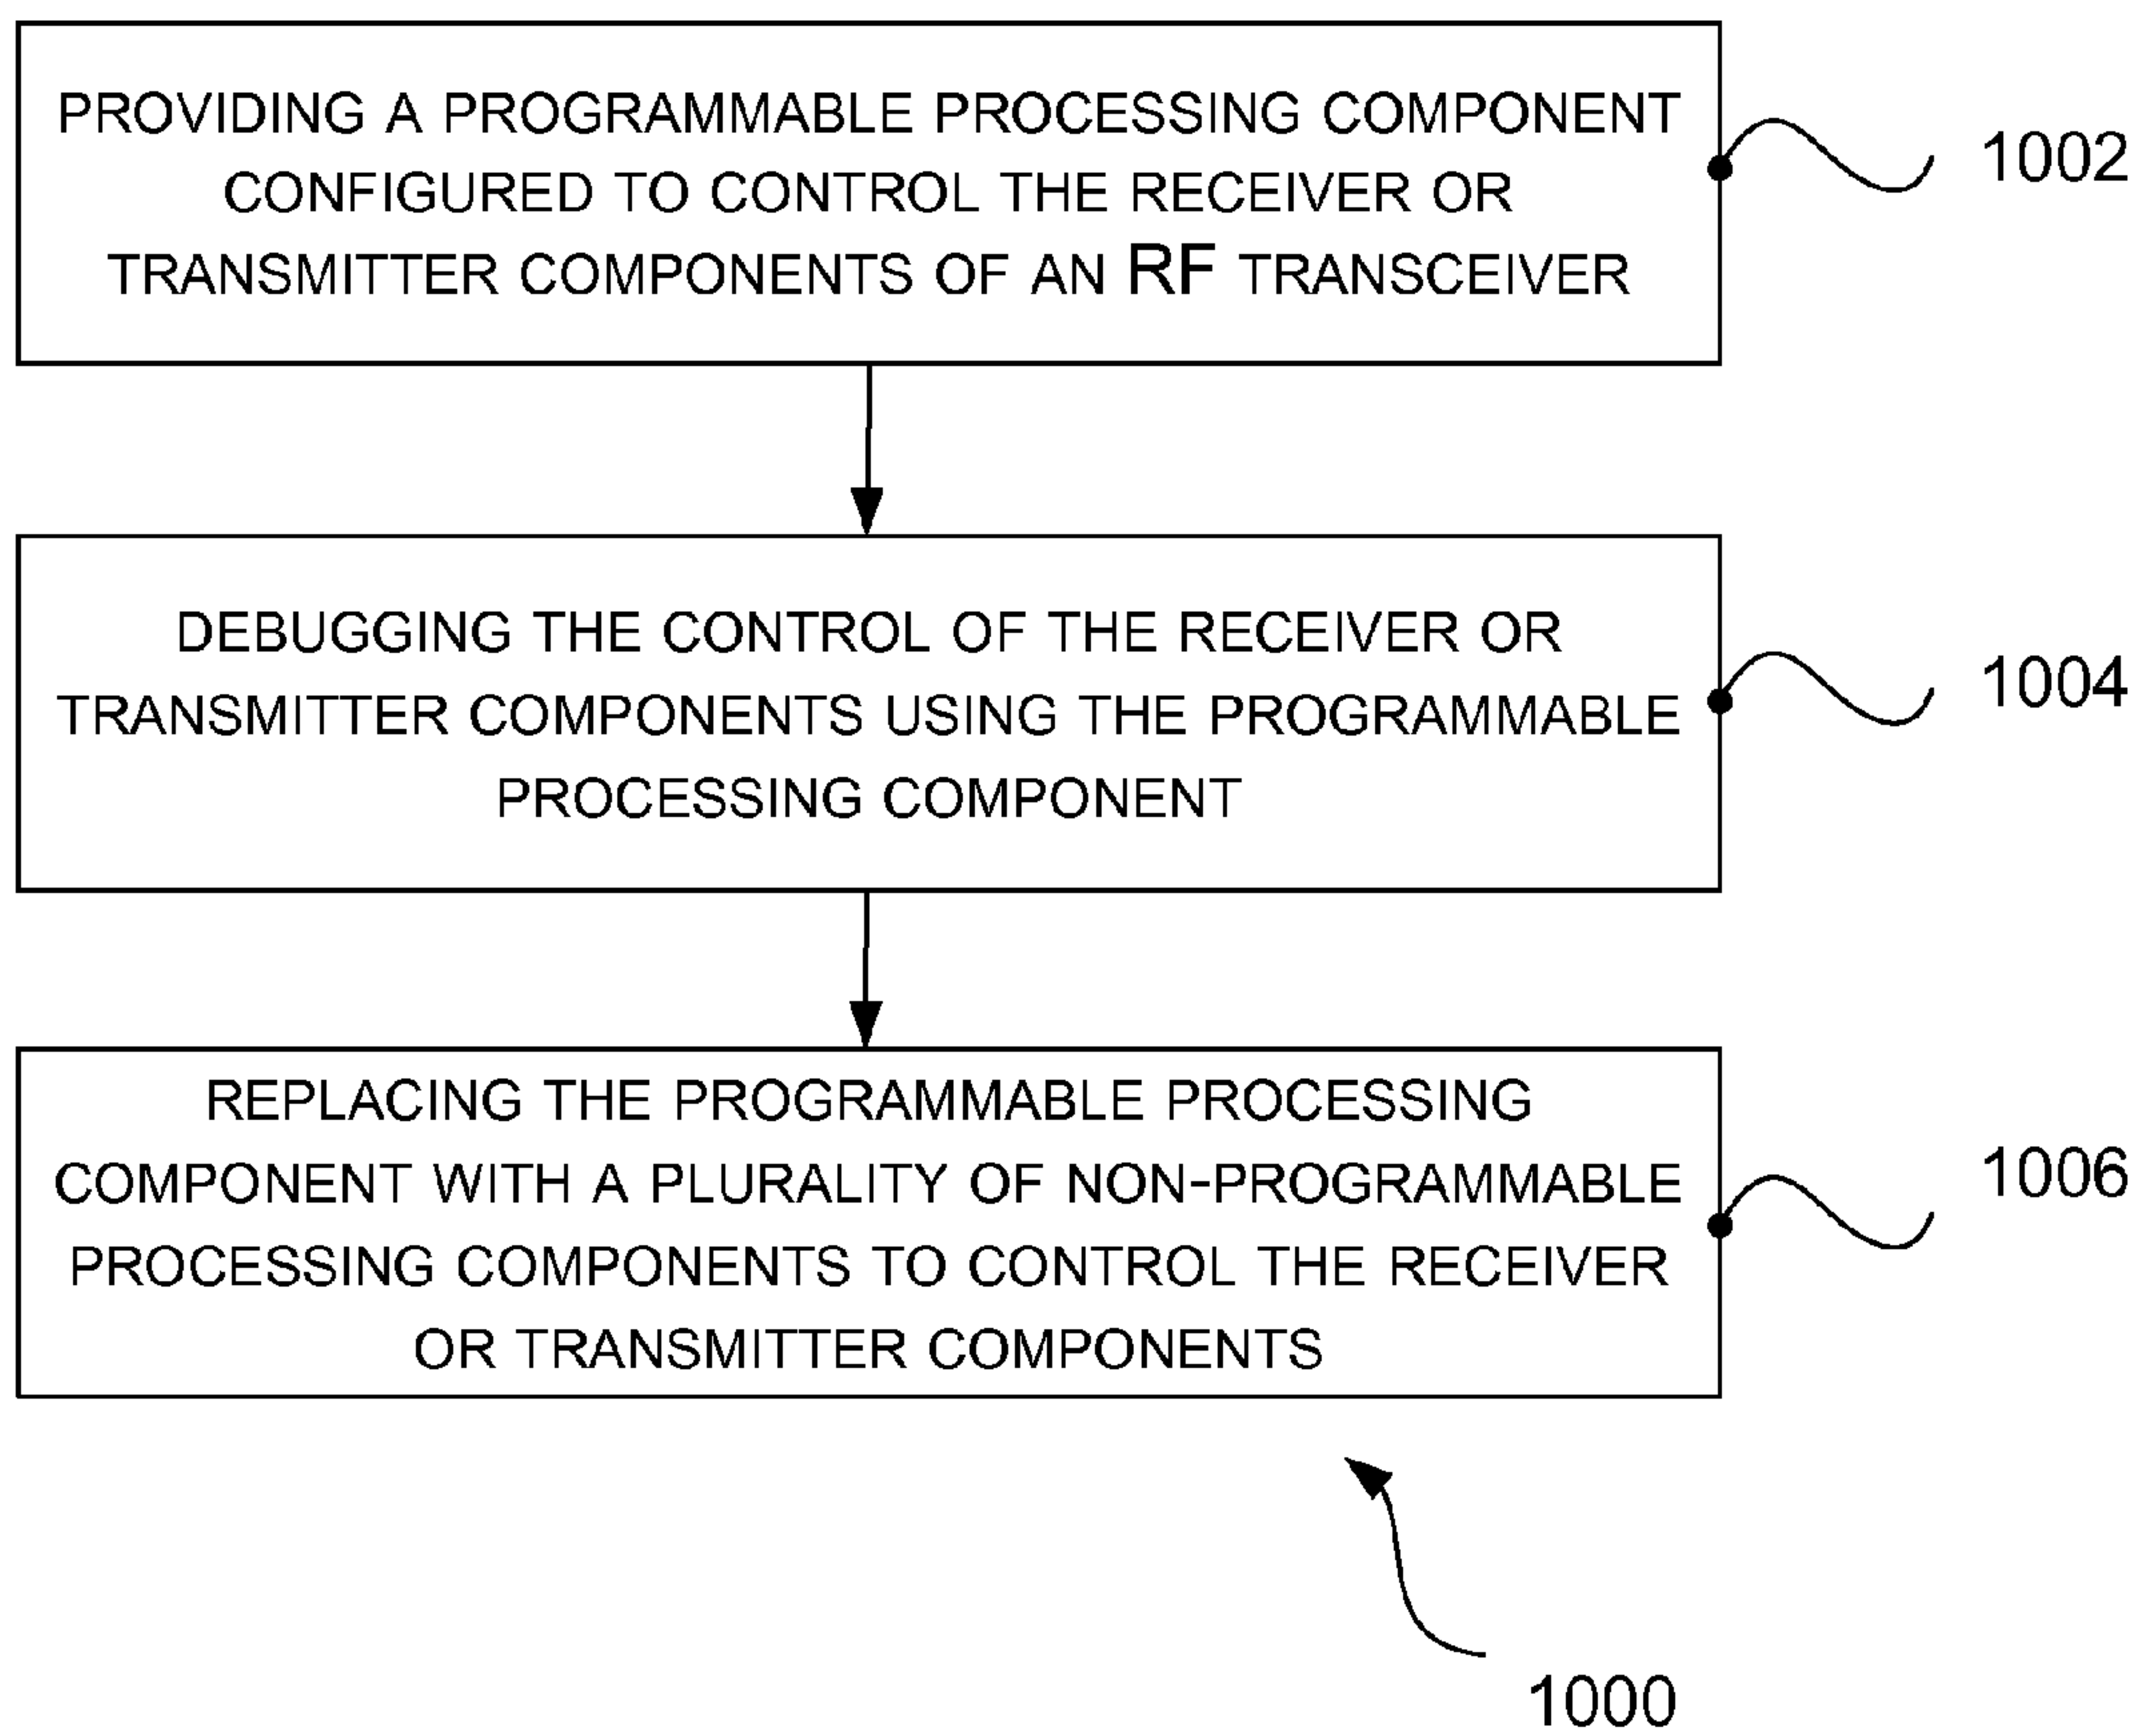 PROVIDING A PROGRAMMABLE PROCESSING COMPONENT
CONFIGURED TO CONTROL THE RECEIVER OR
TRANSMITTER COMPONENTS OF AN RF TRANSCEIVER
1002
DEBUGGING THE CONTROL OF THE RECEIVER OR
TRANSMITTER COMPONENTS USING THE PROGRAMMABLE
PROCESSING COMPONENT
1004
REPLACING THE PROGRAMMABLE PROCESSING
COMPONENT WITH A PLURALITY OF NON-PROGRAMMABLE
PROCESSING COMPONENTS TO CONTROL THE RECEIVER
OR TRANSMITTER COMPONENTS
1006
1000